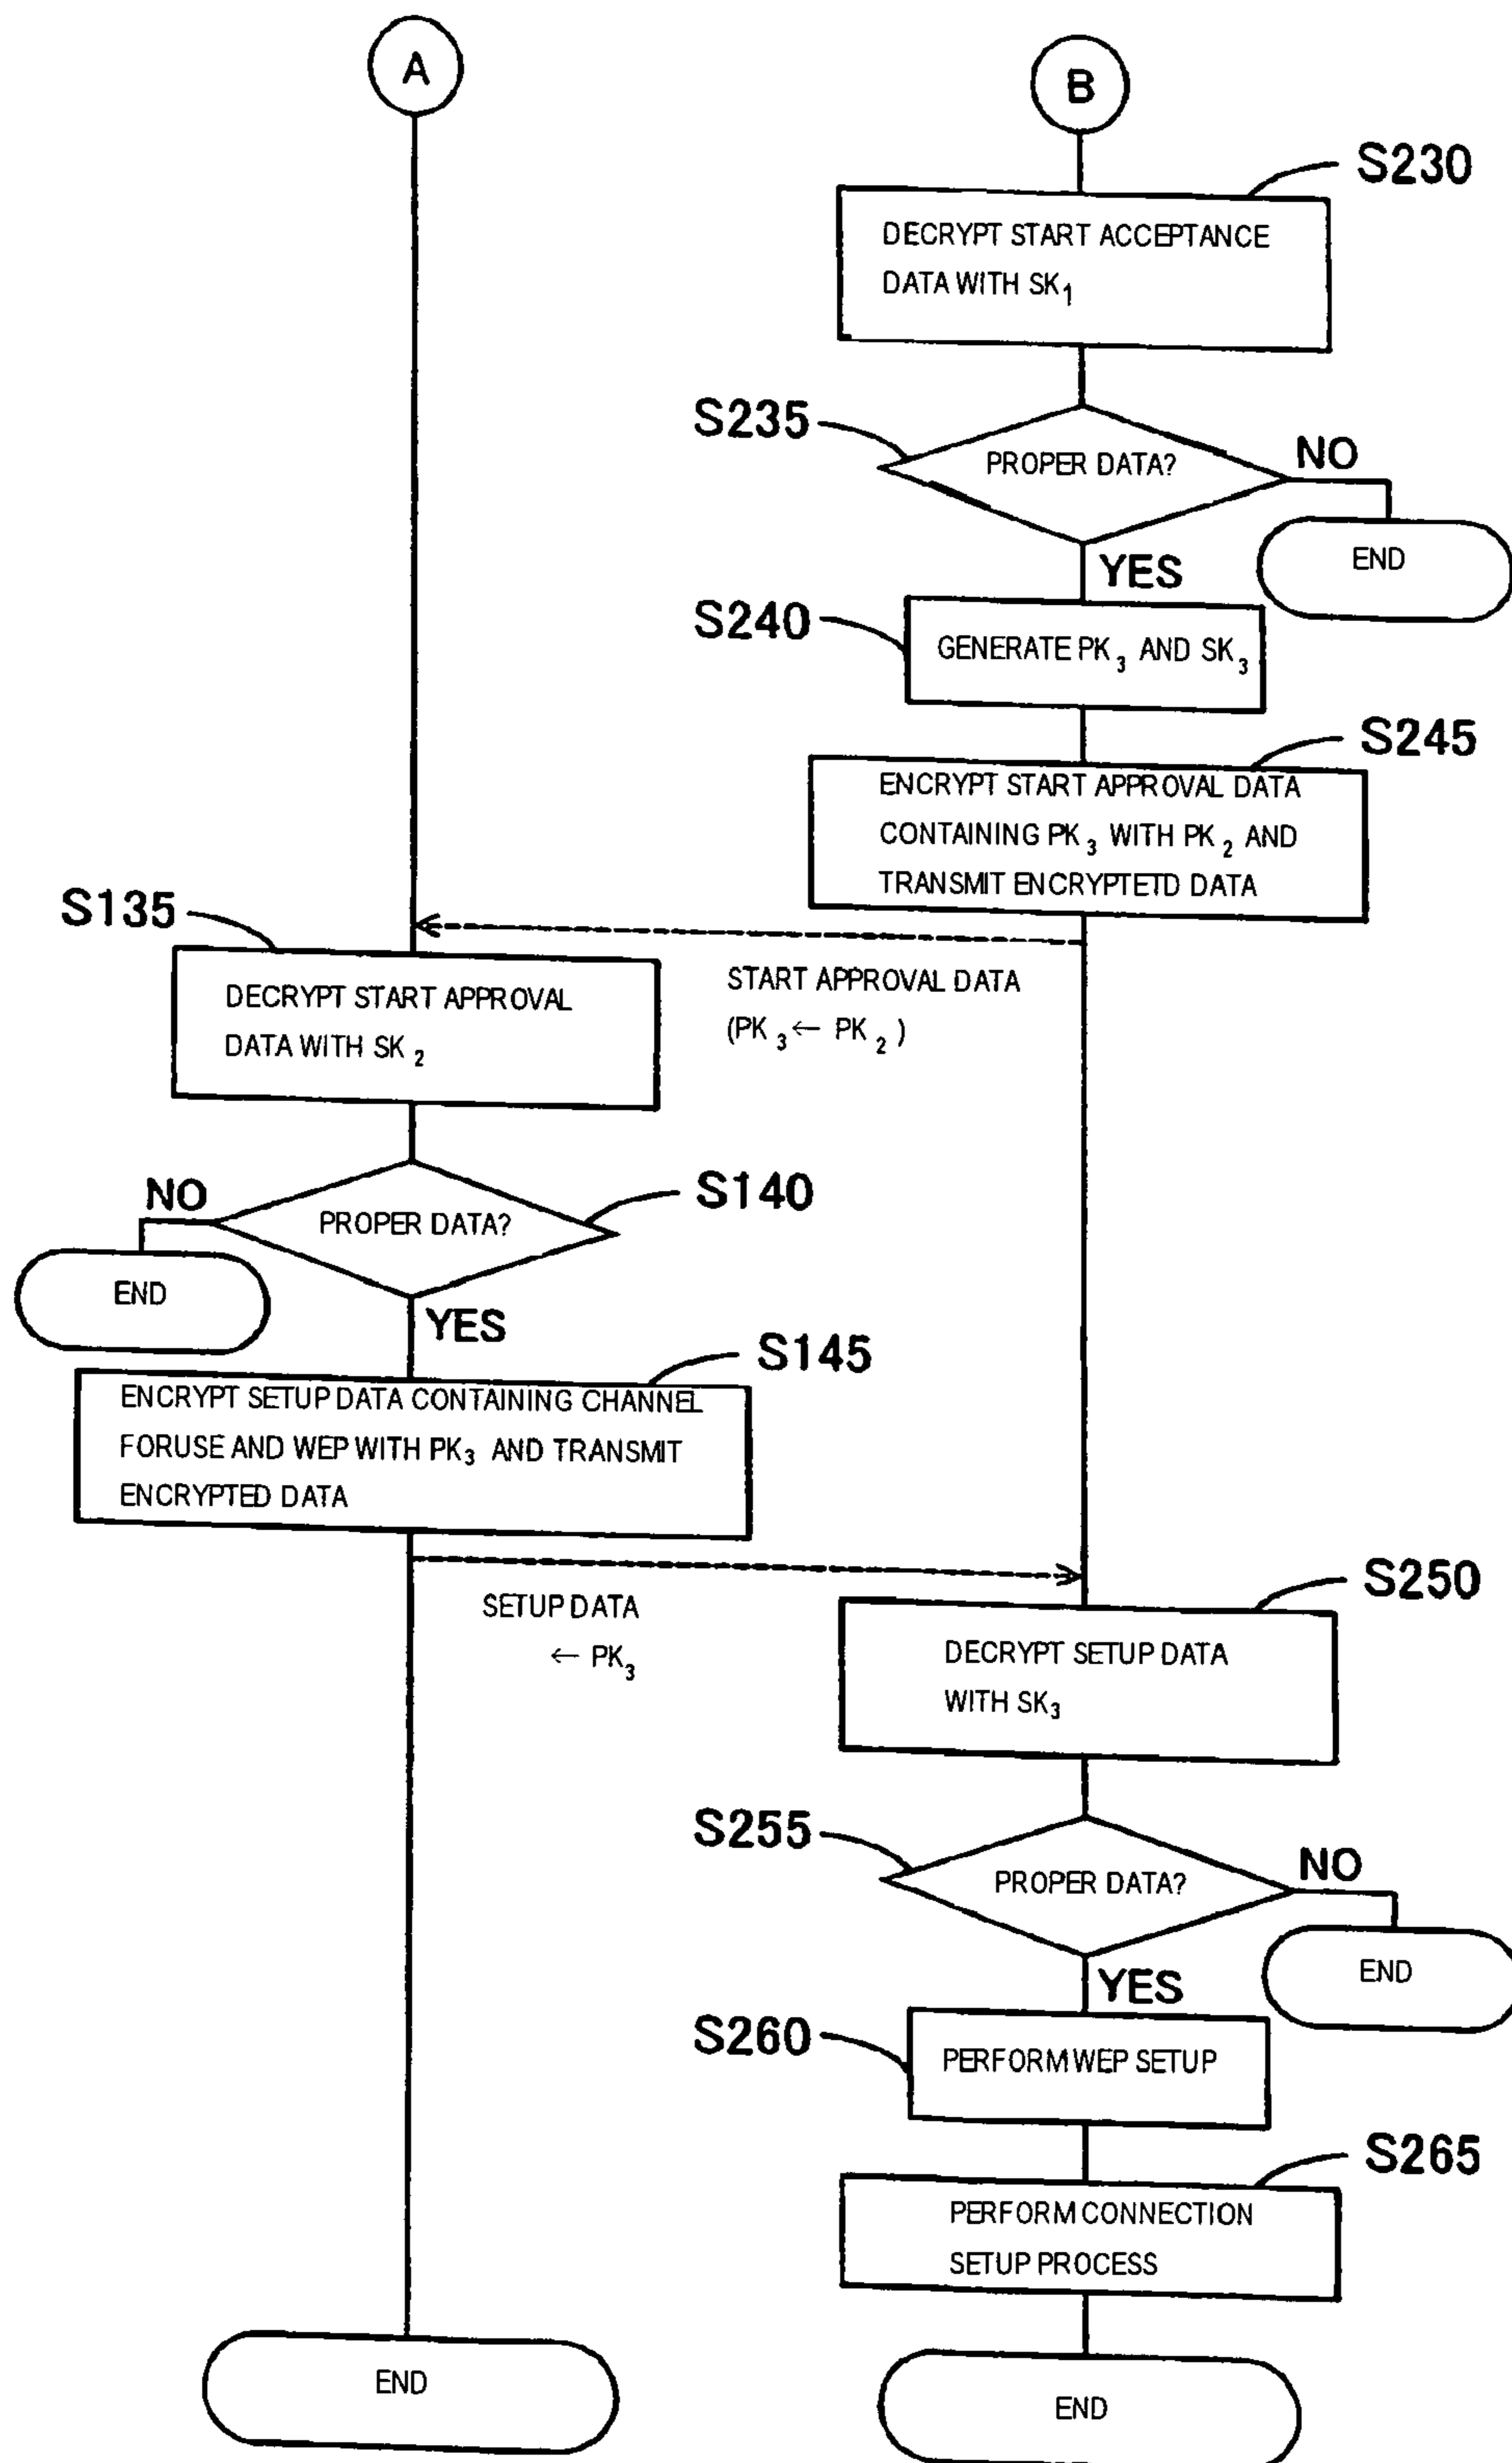 A
B
S230
DECRYPT START ACCEPTANCE
DATA WITH SK₁
S235
PROPER DATA?
NO
END
YES
S240
GENERATE PK₃ AND SK₃
S245
ENCRYPT START APPROVAL DATA
CONTAINING PK₃ WITH PK₂ AND
TRANSMIT ENCRYPTETD DATA
S135
DECRYPT START APPROVAL
DATA WITH SK₂
START APPROVAL DATA
(PK₃ ← PK₂)
S140
NO
PROPER DATA?
END
YES
S145
ENCRYPT SETUP DATA CONTAINING CHANNEL
FORUSE AND WEP WITH PK₃ AND TRANSMIT
ENCRYPTED DATA
SETUP DATA
← PK₃
S250
DECRYPT SETUP DATA
WITH SK₃
S255
PROPER DATA?
NO
END
YES
S260
PERFORM WEP SETUP
S265
PERFORM CONNECTION
SETUP PROCESS
END
END